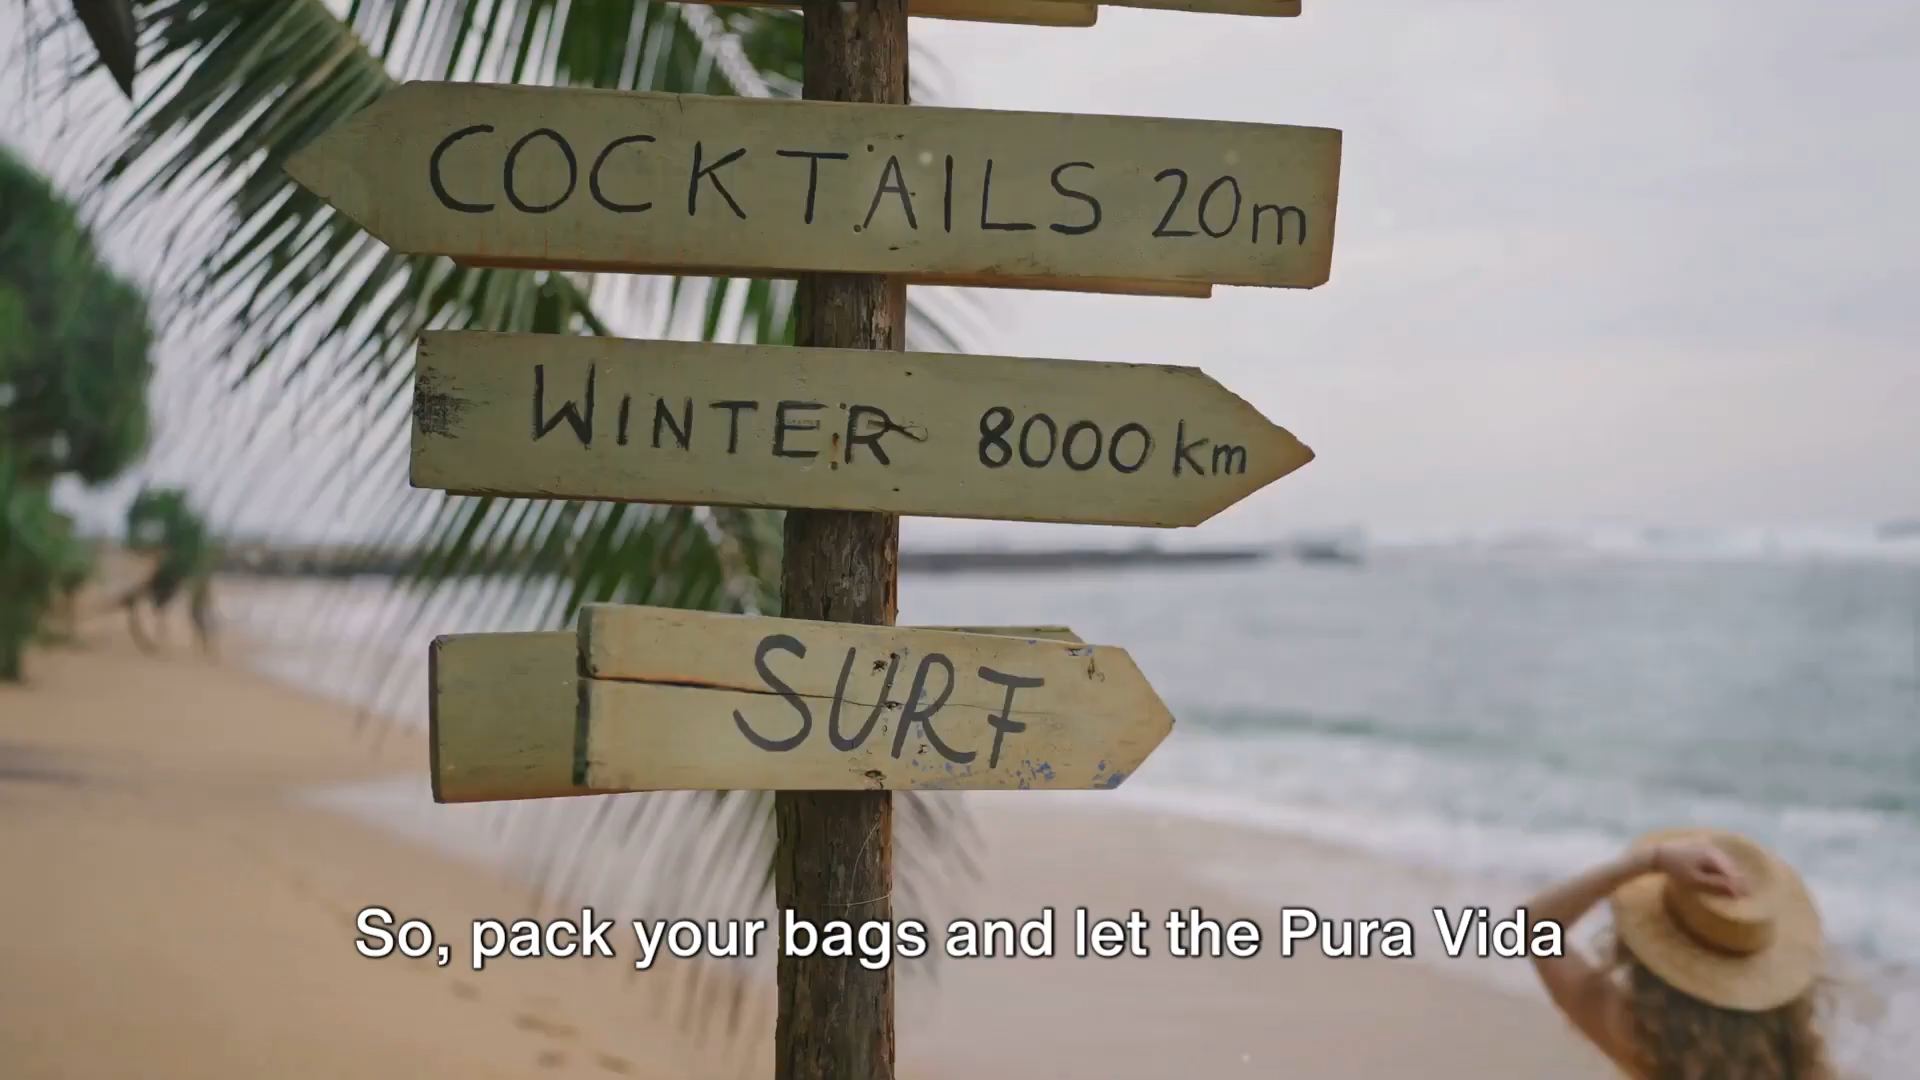 COCKTAILS 20m
WINTER 8000 km
SURF
So, pack your bags and let the Pura Vida